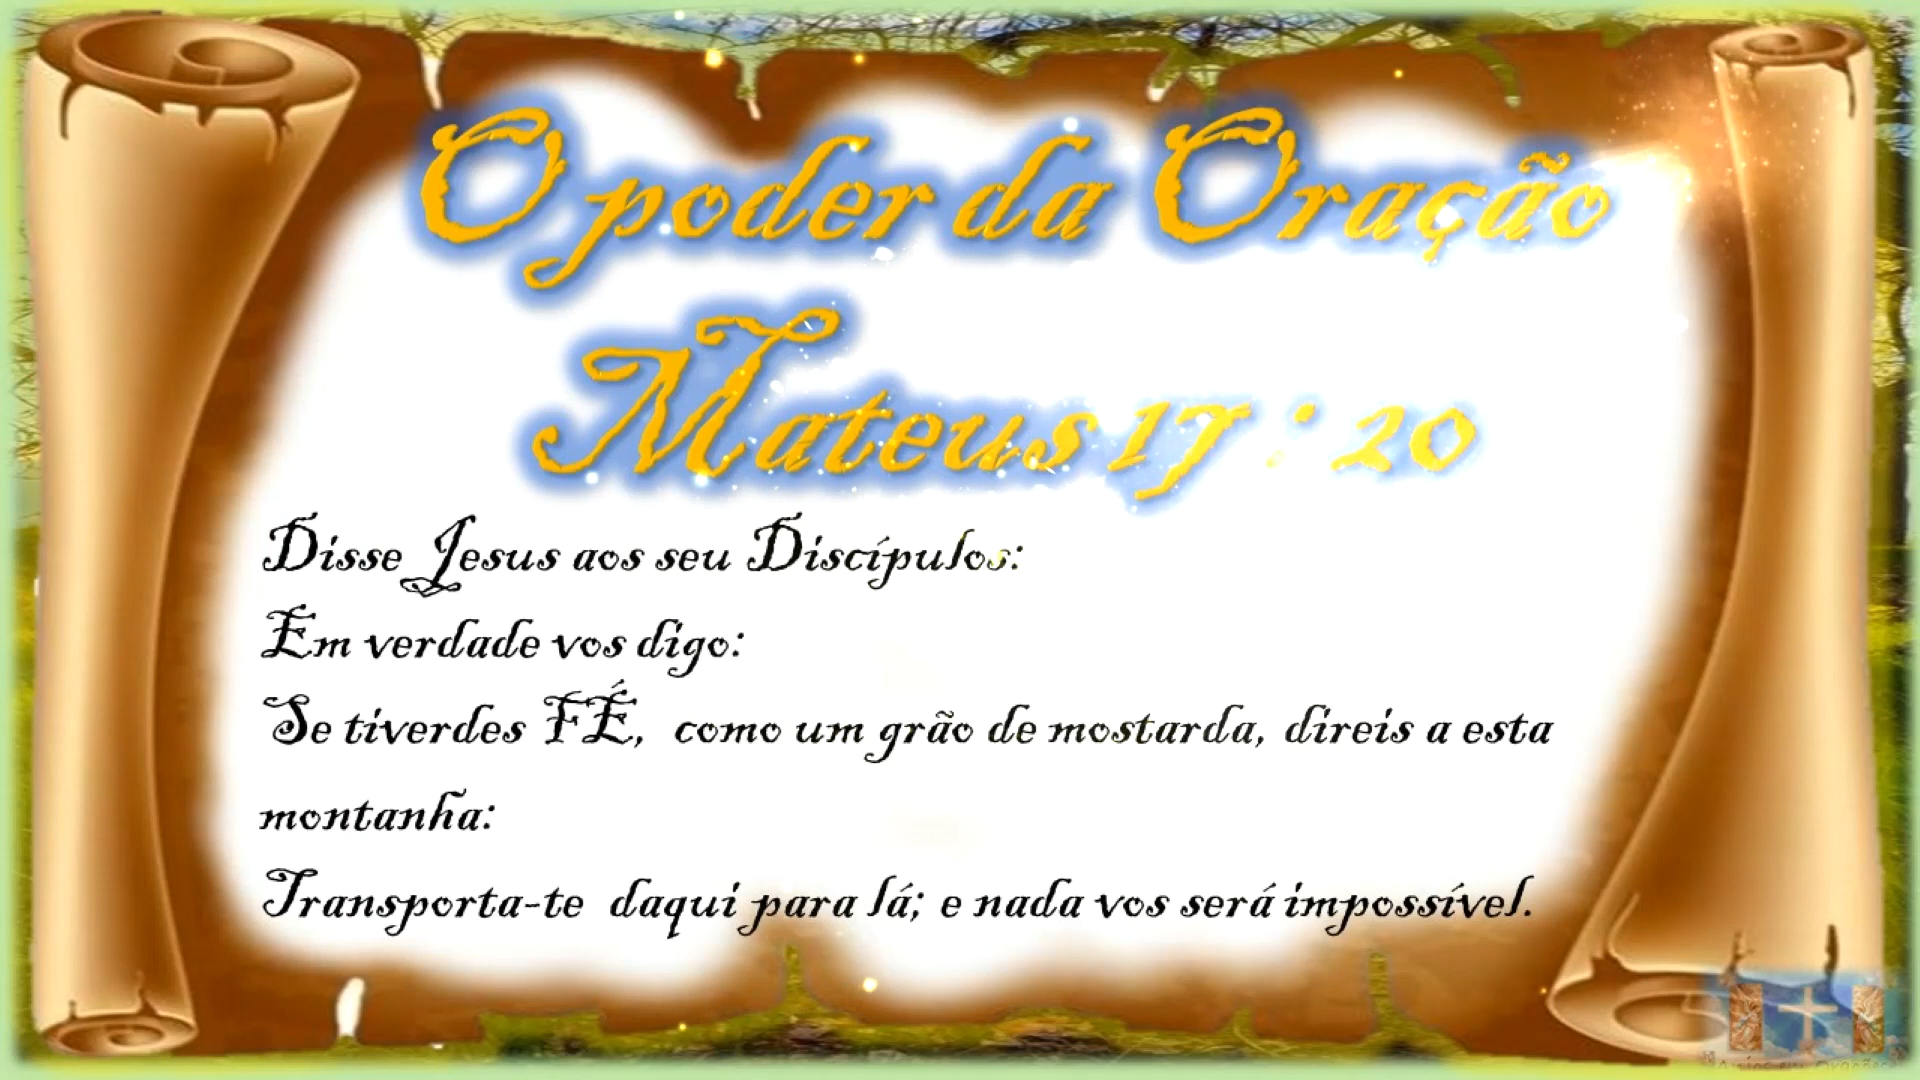 O poder da Oração
Mateus 17 : 20
Disse Jesus aos seu Discípulos:
Em verdade vos digo:
Se tiverdes FÉ, como um grão de mostarda, direis a esta
montanha:
Transporta-te daqui para lá; e nada vos será impossível.